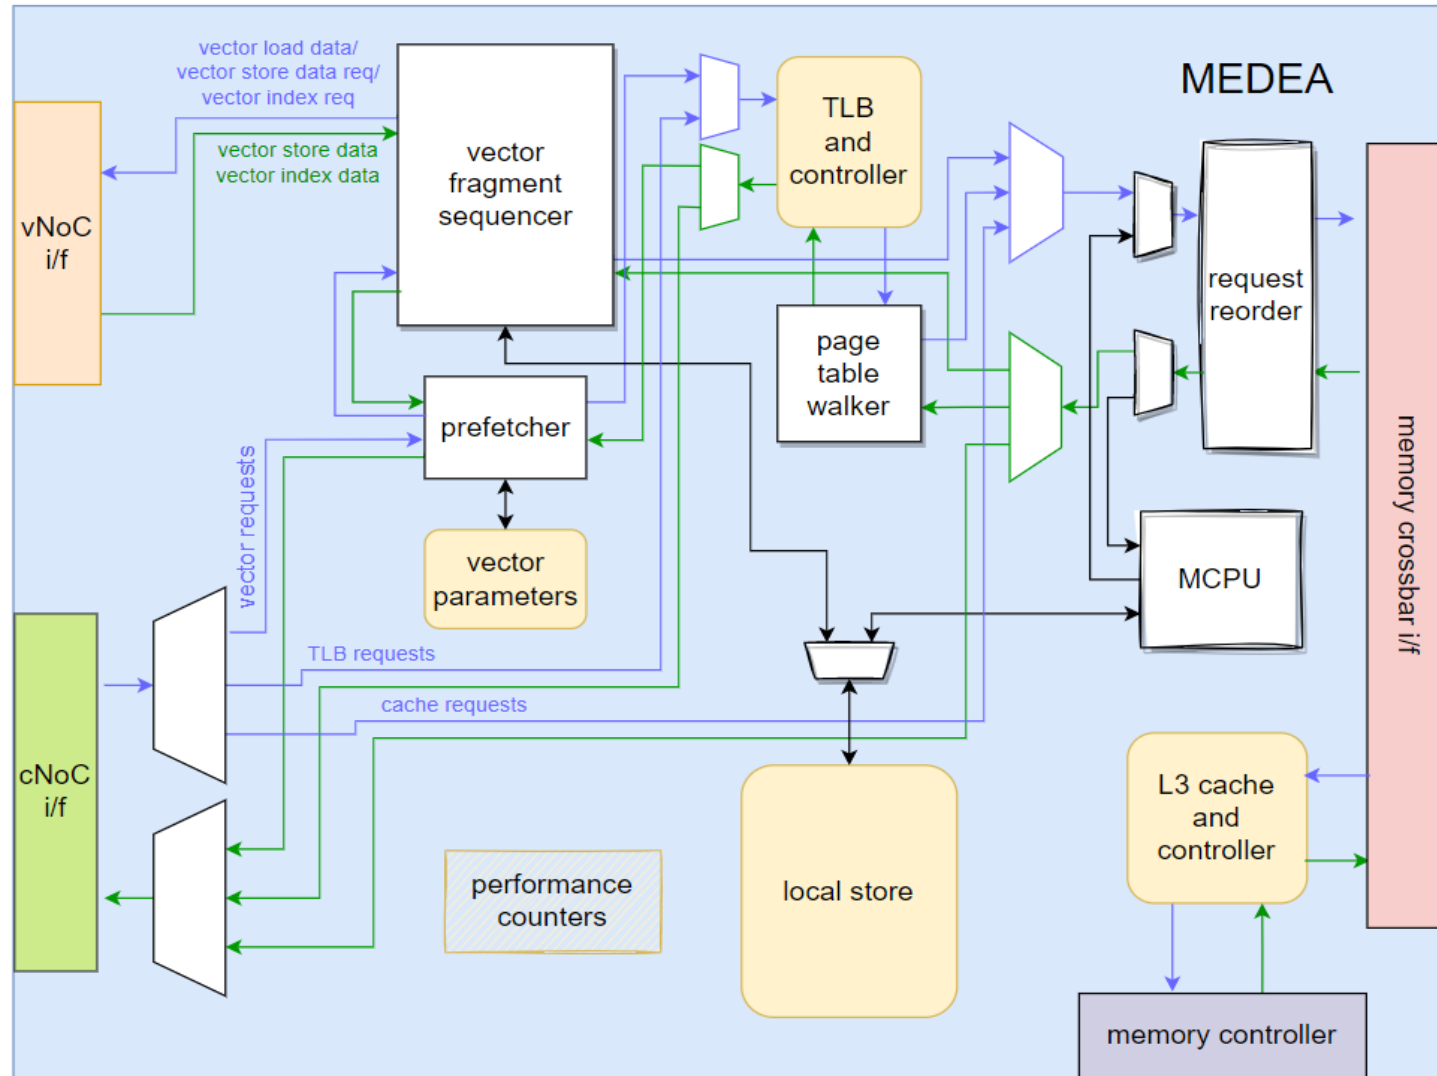 vector load data/
vector store data req/
vector index req
vector store data
vector index data
vNoC
i/f
vector
fragment
sequencer
TLB
and
controller
MEDEA
request
reorder
page
table
walker
prefetcher
vector requests
vector
parameters
MCPU
memory crossbar i/f
TLB requests
cache requests
cNoC
i/f
L3 cache
and
controller
performance
counters
local store
memory controller